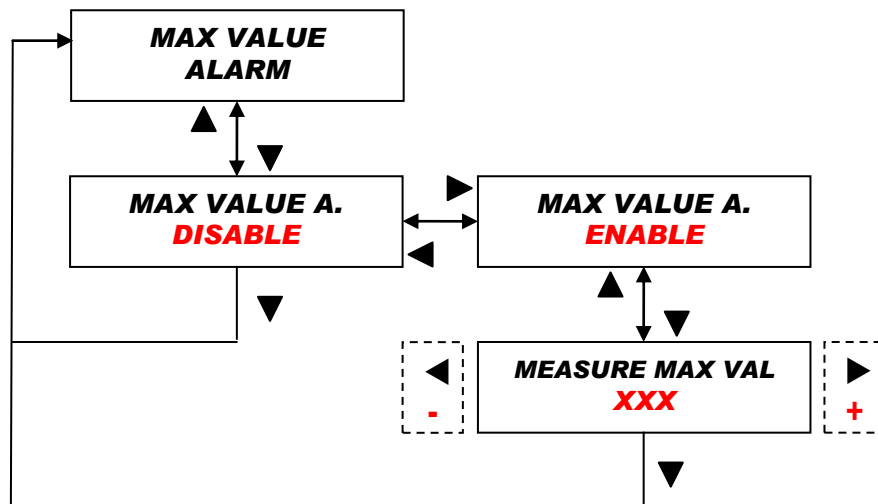 MAX VALUE
ALARM
MAX VALUE A.
DISABLE
MAX VALUE A.
ENABLE
MEASURE MAX VAL
XXX
-
+